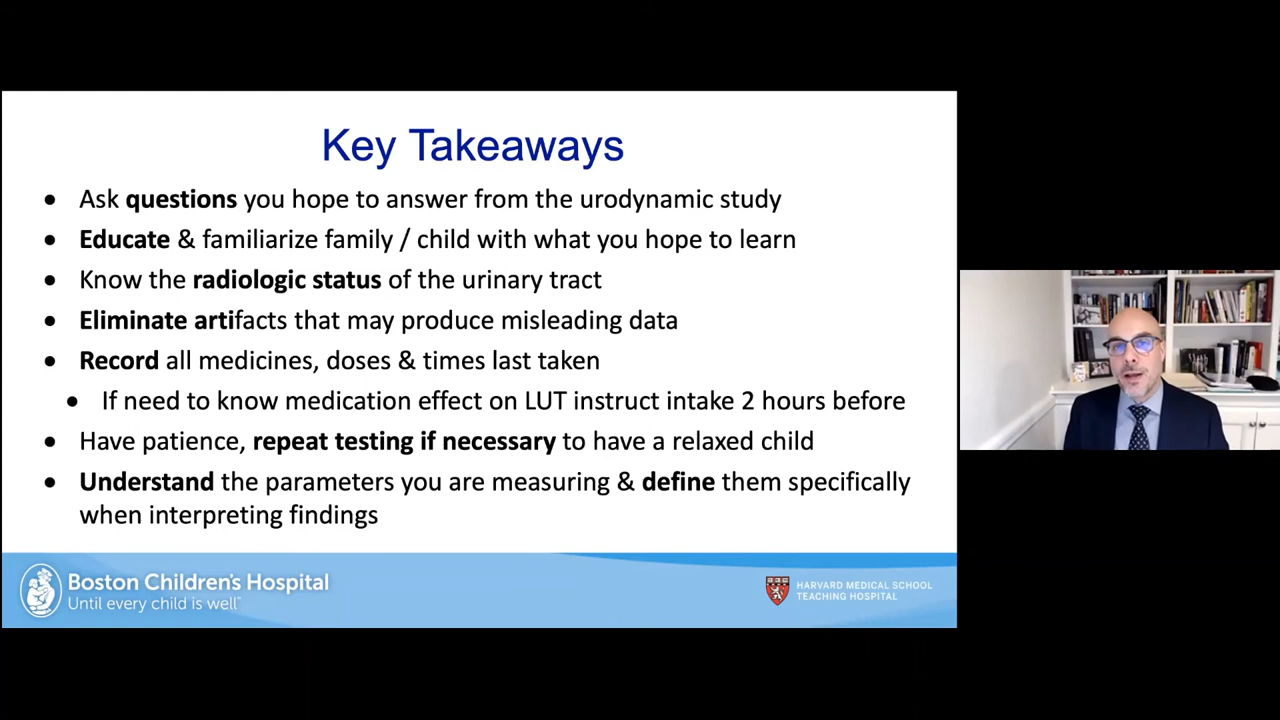 Key Takeaways
• Ask questions you hope to answer from the urodynamic study
• Educate & familiarize family / child with what you hope to learn
• Know the radiologic status of the urinary tract
• Eliminate artifacts that may produce misleading data
• Record all medicines, doses & times last taken
• If need to know medication effect on LUT instruct intake 2 hours before
• Have patience, repeat testing if necessary to have a relaxed child
• Understand the parameters you are measuring & define them specifically
when interpreting findings
Boston Children's Hospital
Until every child is well™
HARVARD MEDICAL SCHOOL
TEACHING HOSPITAL